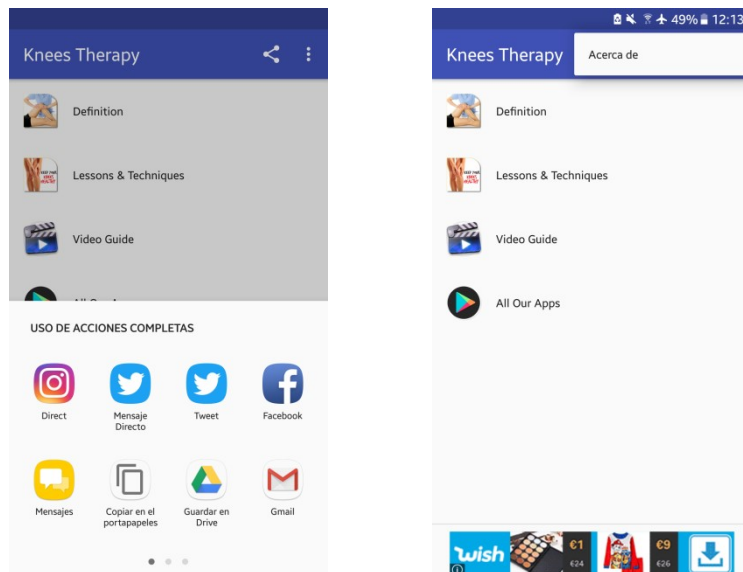 Knees Therapy
Definition
Lessons & Techniques
Video Guide
USO DE ACCIONES COMPLETAS
Direct
Mensaje
Directo
Tweet
Facebook
Mensajes
Copiar en el
portapapeles
Guardar en
Drive
Gmail
49% 12:13
Knees Therapy
Acerca de
Definition
Lessons & Techniques
Video Guide
All Our Apps
wish
€1
€24
€9
€26